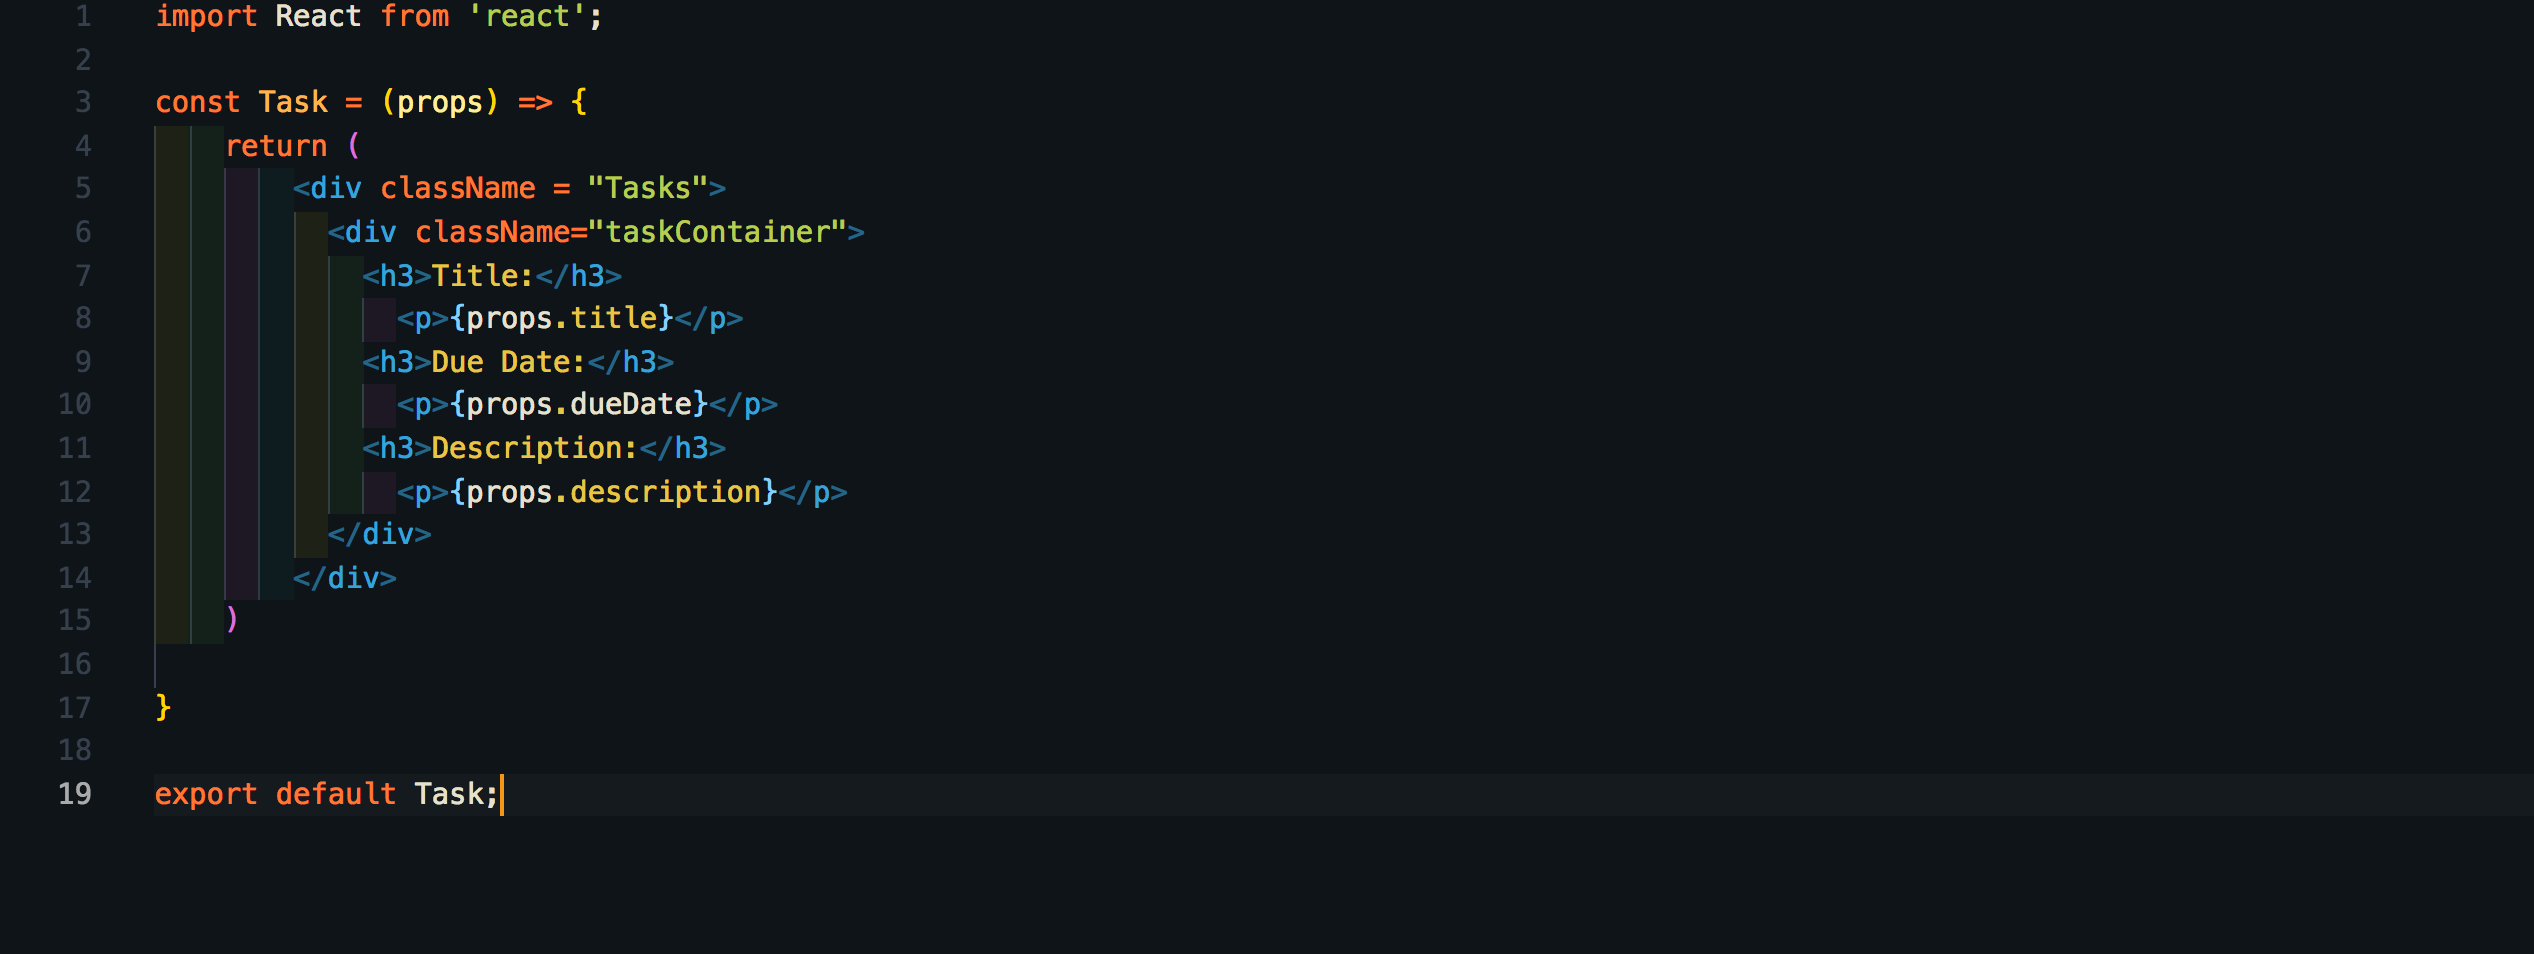 1 import React from 'react';
2
3 const Task = (props) => {
4 return (
5 <div className = "Tasks">
6 <div className="taskContainer">
7 <h3>Title:</h3>
8 <p>{props.title}</p>
9 <h3>Due Date:</h3>
10 <p>{props.dueDate}</p>
11 <h3>Description:</h3>
12 <p>{props.description}</p>
13 </div>
14 </div>
15 )
16
17 }
18
19 export default Task;